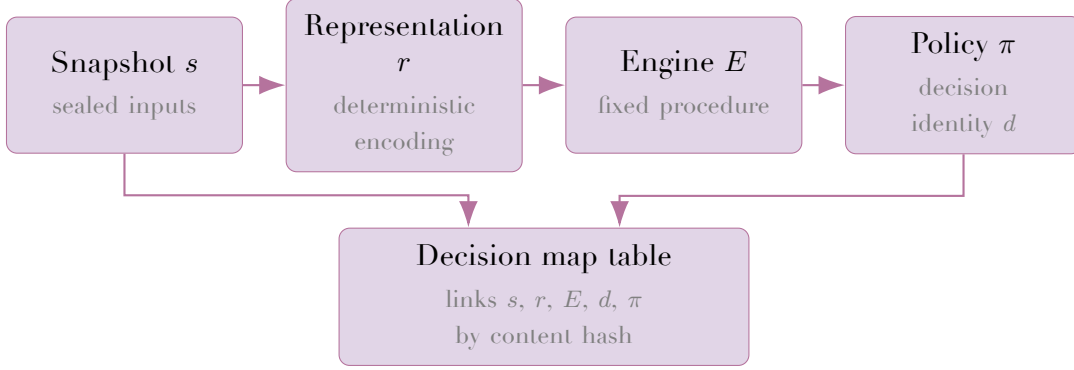 Snapshot s
sealed inputs
Representation
r
deterministic
encoding
Engine E
fixed procedure
Policy π
decision
identity d
Decision map table
links s, r, E, d, π
by content hash